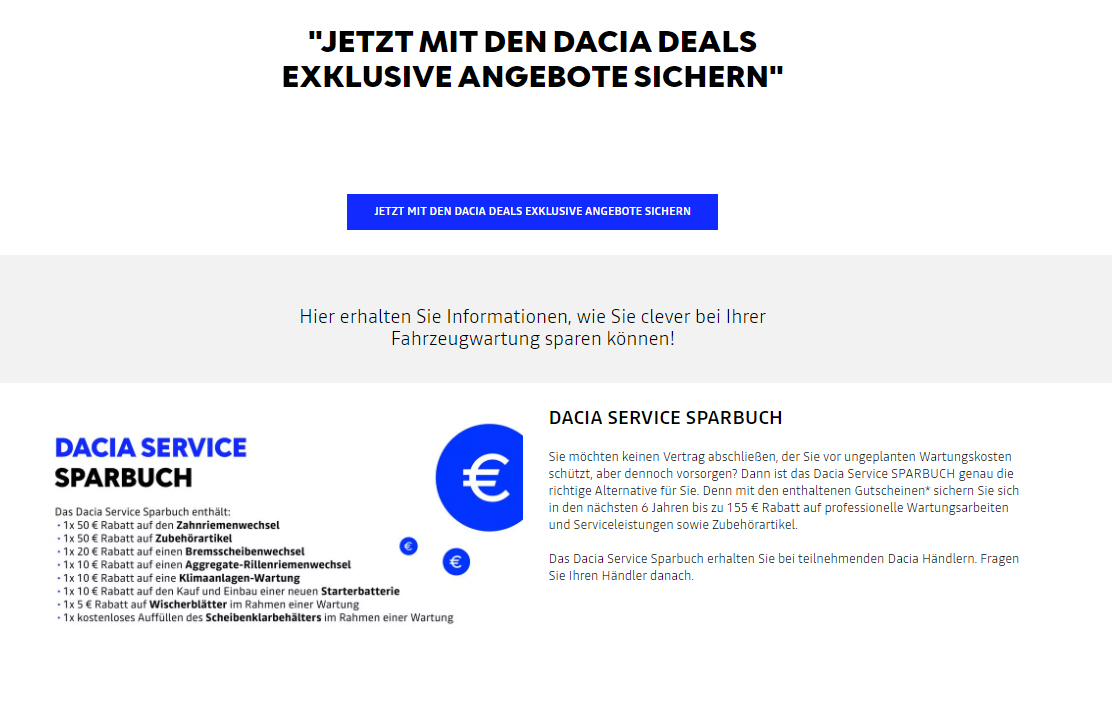 "JETZT MIT DEN DACIA DEALS
EXKLUSIVE ANGEBOTE SICHERN"
JETZT MIT DEN DACIA DEALS EXKLUSIVE ANGEBOTE SICHERN
Hier erhalten Sie Informationen, wie Sie clever bei Ihrer
Fahrzeugwartung sparen können!
DACIA SERVICE
SPARBUCH
Das Dacia Service Sparbuch enthält:
• 1x 50 € Rabatt auf den Zahnriemenwechsel
• 1x 50 € Rabatt auf Zubehörartikel
• 1x 20 € Rabatt auf einen Bremsscheibenwechsel
• 1x 10 € Rabatt auf einen Aggregate-Rillenriemenwechsel
• 1x 10 € Rabatt auf eine Klimaanlagen-Wartung
• 1x 10 € Rabatt auf den Kauf und Einbau einer neuen Starterbatterie
• 1x 5 € Rabatt auf Wischerblätter im Rahmen einer Wartung
• 1x kostenloses Auffüllen des Scheibenklarbehälters im Rahmen einer Wartung
€
€
€
DACIA SERVICE SPARBUCH
Sie möchten keinen Vertrag abschließen, der Sie vor ungeplanten Wartungskosten
schützt, aber dennoch vorsorgen? Dann ist das Dacia Service SPARBUCH genau die
richtige Alternative für Sie. Denn mit den enthaltenen Gutscheinen* sichern Sie sich
in den nächsten 6 Jahren bis zu 155 € Rabatt auf professionelle Wartungsarbeiten
und Serviceleistungen sowie Zubehörartikel.
Das Dacia Service Sparbuch erhalten Sie bei teilnehmenden Dacia Händlern. Fragen
Sie Ihren Händler danach.